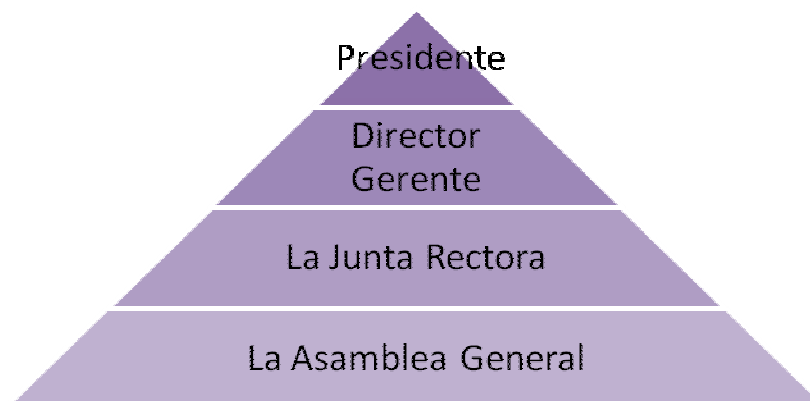 Presidente
Director
Gerente
La Junta Rectora
La Asamblea General